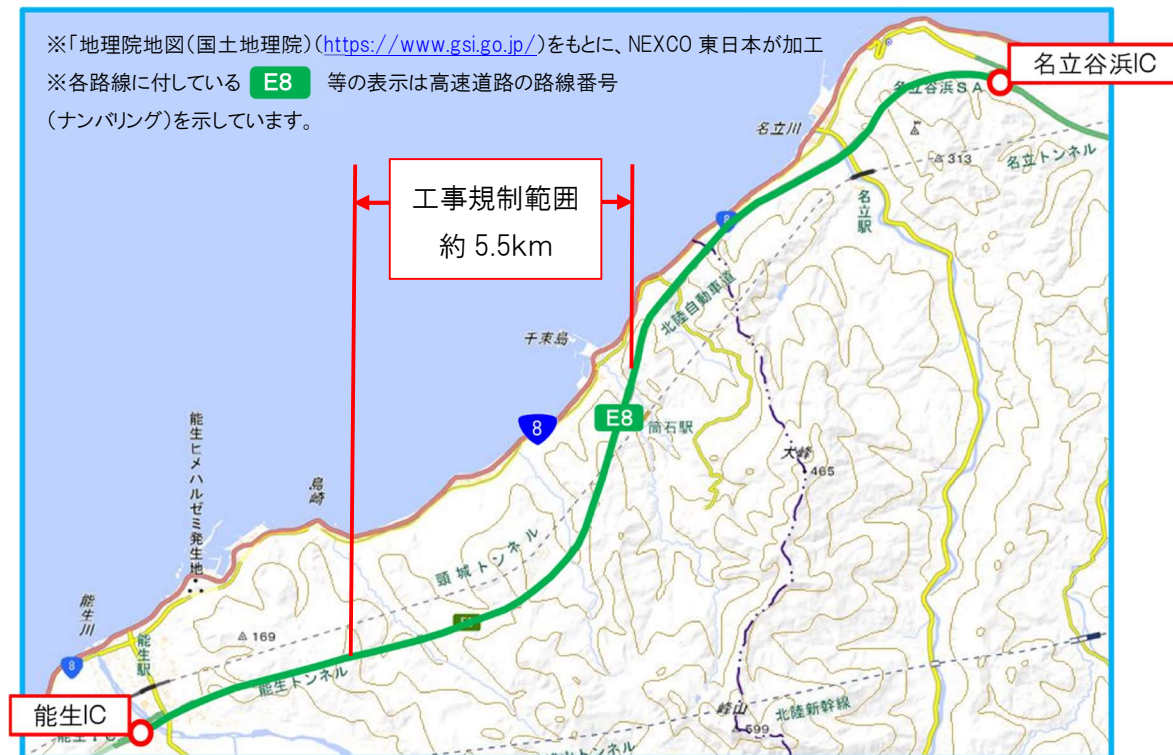 ※「地理院地図(国土地理院)(https://www.gsi.go.jp/)をもとに、NEXCO 東日本が加工
※各路線に付している E8 等の表示は高速道路の路線番号
(ナンバリング)を示しています。
名立谷浜IC
名立谷浜SA
名立川
313
名立トンネル
名立駅
工事規制範囲
約 5.5km
8
北陸自動車道
干束島
E8
8
筒石駅
大峰
465
能生ヒメハルゼミ発生地
鳥崎
頸城トンネル
能生川
169
能生駅
8
能生トンネル
能生IC
峰山
599
北陸新幹線